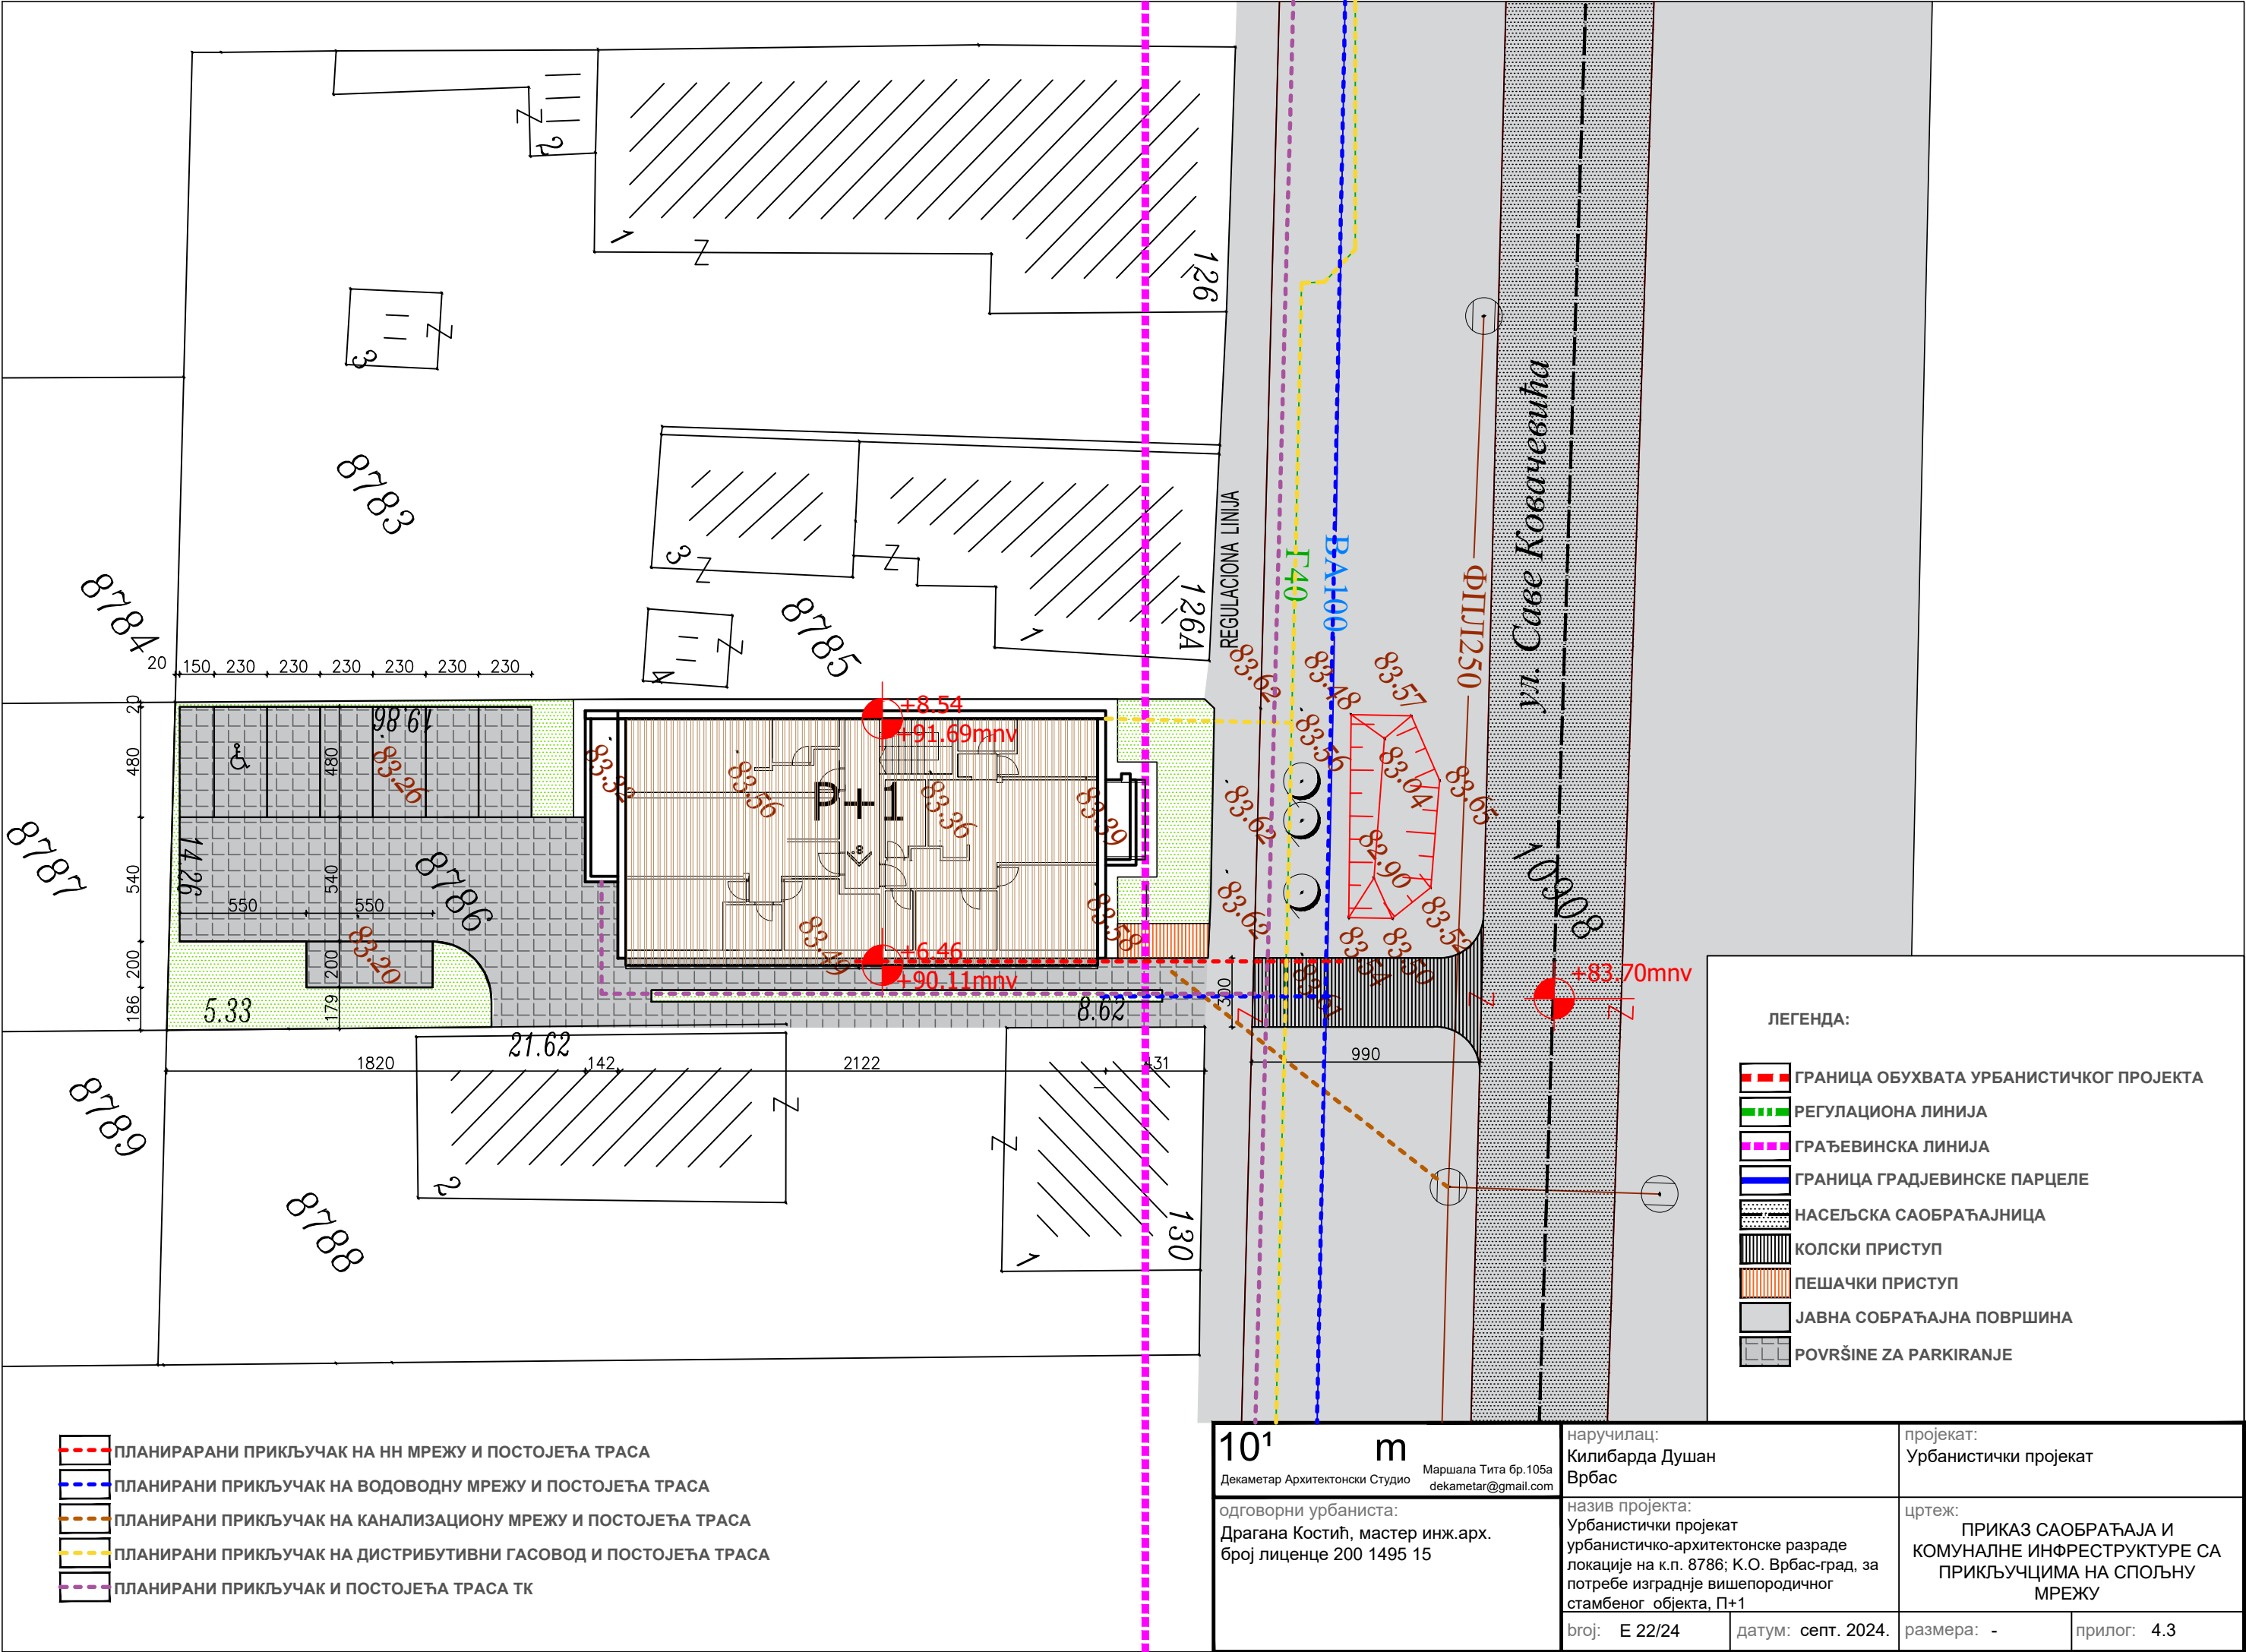 2
1
Z
Z
126
3
Z
8783
8784
3
Z
Z
1
126A
4
Z
8785
REGULACIONA LINIJA
Г40
ВА100
ФПЛ250
ул. Саве Ковачевића
20
150 230 230 230 230 230 230
20
480
540
200
186
19.86
480
83.26
14.26
540
550 550
8786
83.20
200
179
5.33
8787
83.32
83.56
+8.54
+91.69mnv
P+1
83.36
83.39
83.58
83.49
+6.46
+90.11mnv
8.62
300
83.62
83.48
83.57
83.56
83.04
83.65
83.62
82.90
83.62
83.52
83.54
83.50
+83.70mnv
Z
Z
Z
990
21.62
1820 142 2122 431
2
Z
Z
1
130
8789
8788
ЛЕГЕНДА:
ГРАНИЦА ОБУХВАТА УРБАНИСТИЧКОГ ПРОЈЕКТА
РЕГУЛАЦИОНА ЛИНИЈА
ГРАЂЕВИНСКА ЛИНИЈА
ГРАНИЦА ГРАДЈЕВИНСКЕ ПАРЦЕЛЕ
НАСЕЉСКА САОБРАЋАЈНИЦА
КОЛСКИ ПРИСТУП
ПЕШАЧКИ ПРИСТУП
ЈАВНА СОБРАЋАЈНА ПОВРШИНА
POVRŠINE ZA PARKIRANJE
ПЛАНИРАРАНИ ПРИКЉУЧАК НА НН МРЕЖУ И ПОСТОЈЕЋА ТРАСА
ПЛАНИРАНИ ПРИКЉУЧАК НА ВОДОВОДНУ МРЕЖУ И ПОСТОЈЕЋА ТРАСА
ПЛАНИРАНИ ПРИКЉУЧАК НА КАНАЛИЗАЦИОНУ МРЕЖУ И ПОСТОЈЕЋА ТРАСА
ПЛАНИРАНИ ПРИКЉУЧАК НА ДИСТРИБУТИВНИ ГАСОВОД И ПОСТОЈЕЋА ТРАСА
ПЛАНИРАНИ ПРИКЉУЧАК И ПОСТОЈЕЋА ТРАСА ТК
10¹ m
Декаметар Архитектонски Студио
Маршала Тита бр.105а
dekametar@gmail.com
одговорни урбаниста:
Драгана Костић, мастер инж.арх.
број лиценце 200 1495 15
наручилац:
Килибарда Душан
Врбас
пројекат:
Урбанистички пројекат
назив пројекта:
Урбанистички пројекат
урбанистичко-архитектонске разраде
локације на к.п. 8786; К.О. Врбас-град, за
потребе изградње вишепородичног
стамбеног објекта, П+1
цртеж:
ПРИКАЗ САОБРАЋАЈА И
КОМУНАЛНЕ ИНФРЕСТРУКТУРЕ СА
ПРИКЉУЧЦИМА НА СПОЉНУ
МРЕЖУ
broj: E 22/24
датум: септ. 2024.
размера: -
прилог: 4.3